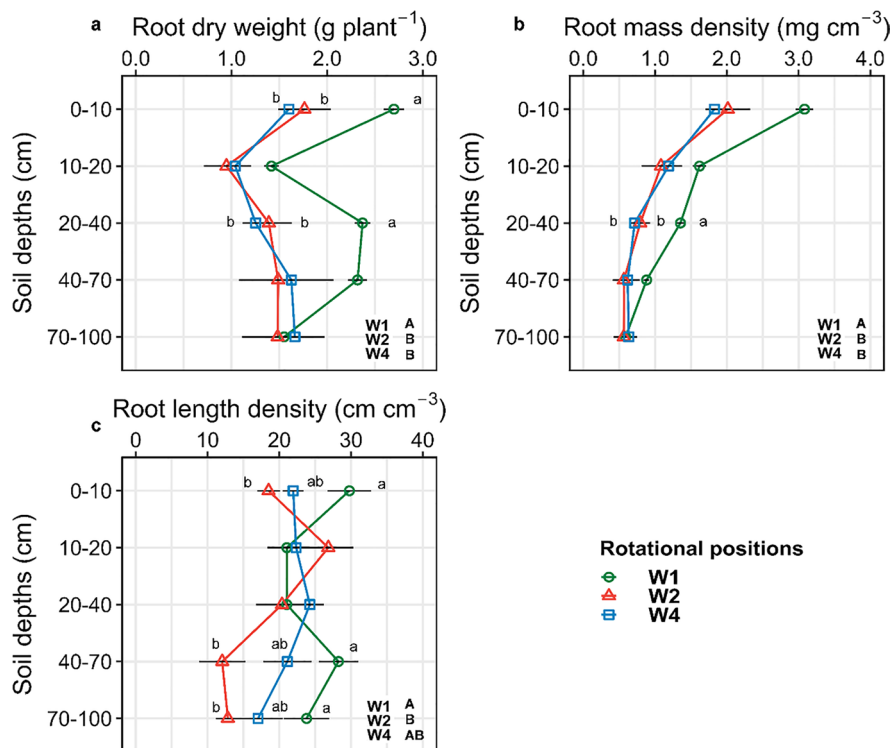 a Root dry weight (g plant⁻¹)
0.0 1.0 2.0 3.0
Soil depths (cm)
0-10 b b a
10-20
20-40 b b a
40-70
70-100
W1 A
W2 B
W4 B
b Root mass density (mg cm⁻³)
0.0 1.0 2.0 3.0 4.0
Soil depths (cm)
0-10
10-20
20-40 b b a
40-70
70-100
W1 A
W2 B
W4 B
c Root length density (cm cm⁻³)
0 10 20 30 40
Soil depths (cm)
0-10 b ab a
10-20
20-40
40-70 b ab a
70-100 b ab a
W1 A
W2 B
W4 AB
Rotational positions
W1
W2
W4